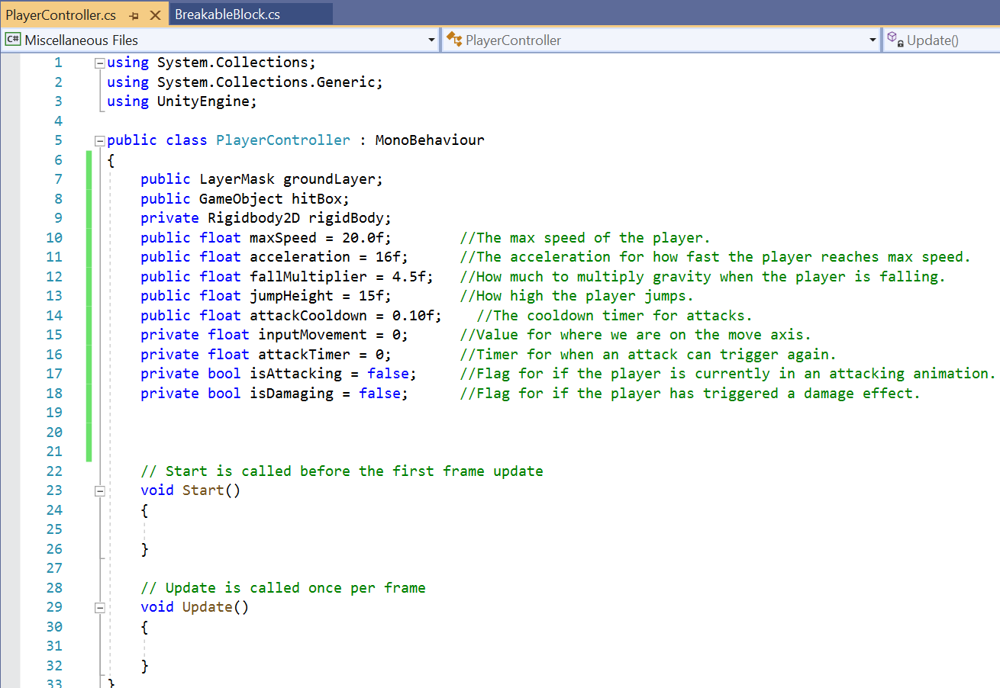 PlayerController.cs BreakableBlock.cs
C# Miscellaneous Files PlayerController Update()
1 using System.Collections;
2 using System.Collections.Generic;
3 using UnityEngine;
4
5 public class PlayerController : MonoBehaviour
6 {
7 public LayerMask groundLayer;
8 public GameObject hitBox;
9 private Rigidbody2D rigidBody;
10 public float maxSpeed = 20.0f; //The max speed of the player.
11 public float acceleration = 16f; //The acceleration for how fast the player reaches max speed.
12 public float fallMultiplier = 4.5f; //How much to multiply gravity when the player is falling.
13 public float jumpHeight = 15f; //How high the player jumps.
14 public float attackCooldown = 0.10f; //The cooldown timer for attacks.
15 private float inputMovement = 0; //Value for where we are on the move axis.
16 private float attackTimer = 0; //Timer for when an attack can trigger again.
17 private bool isAttacking = false; //Flag for if the player is currently in an attacking animation.
18 private bool isDamaging = false; //Flag for if the player has triggered a damage effect.
19
20
21
22 // Start is called before the first frame update
23 void Start()
24 {
25
26 }
27
28 // Update is called once per frame
29 void Update()
30 {
31
32 }
33 }